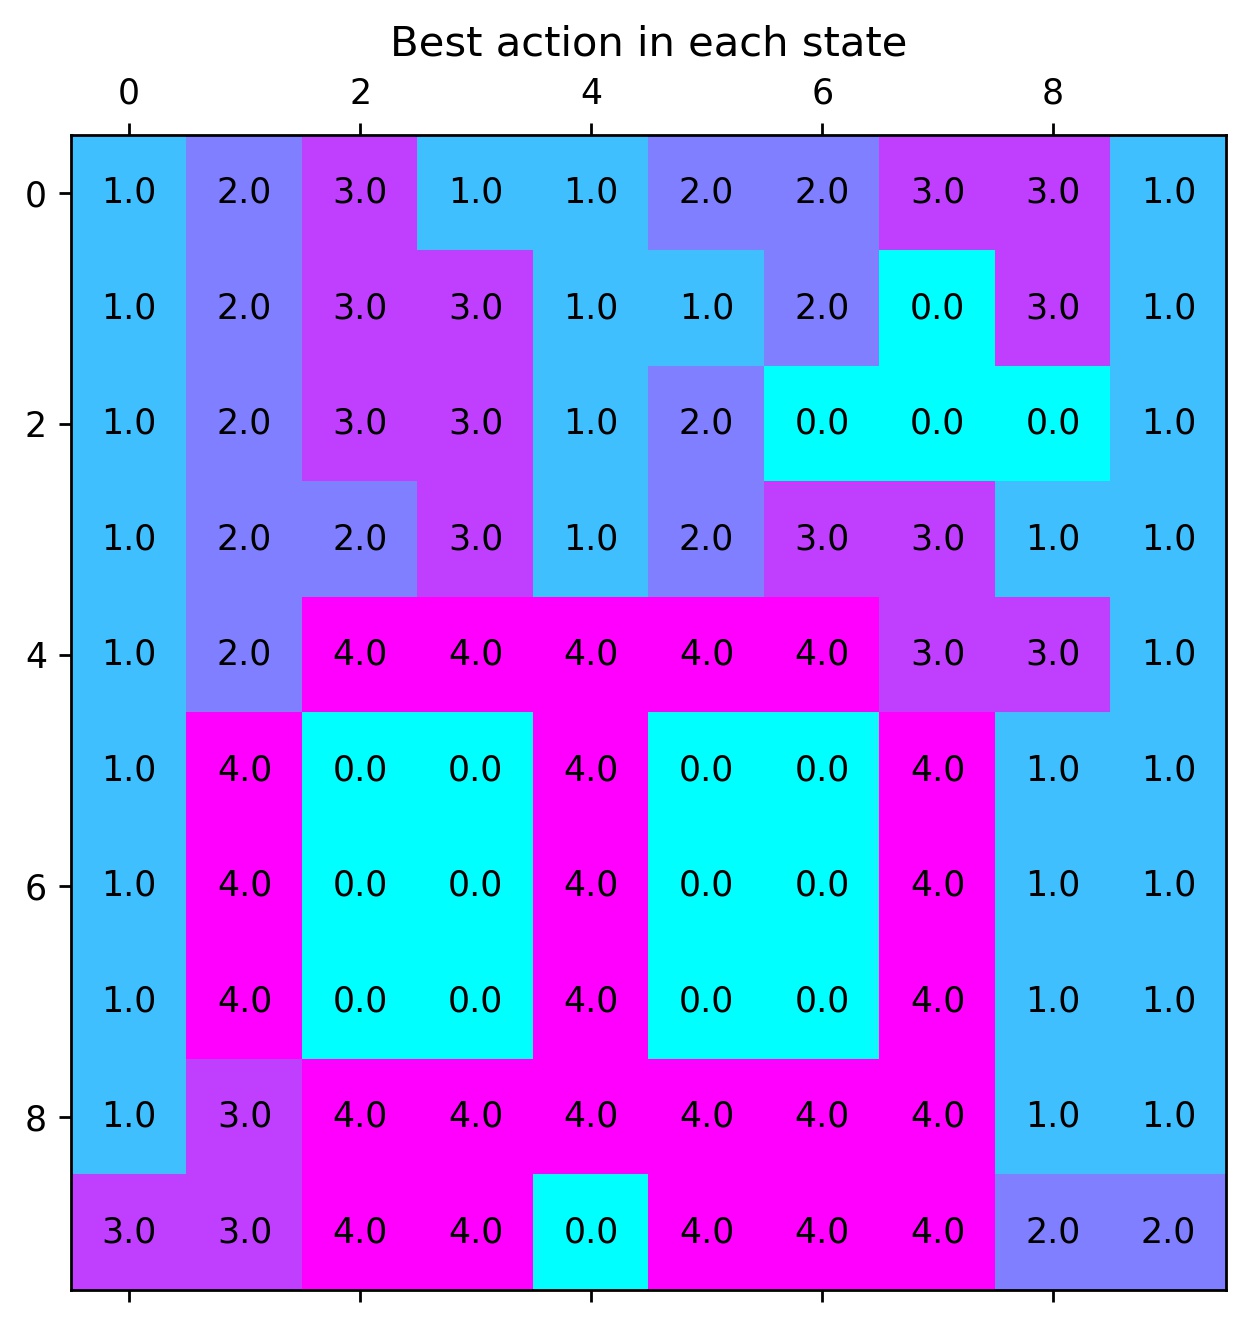 Best action in each state
0 2 4 6 8
0 1.0 2.0 3.0 1.0 1.0 2.0 2.0 3.0 3.0 1.0
1.0 2.0 3.0 3.0 1.0 1.0 2.0 0.0 3.0 1.0
2 1.0 2.0 3.0 3.0 1.0 2.0 0.0 0.0 0.0 1.0
1.0 2.0 2.0 3.0 1.0 2.0 3.0 3.0 1.0 1.0
4 1.0 2.0 4.0 4.0 4.0 4.0 4.0 3.0 3.0 1.0
1.0 4.0 0.0 0.0 4.0 0.0 0.0 4.0 1.0 1.0
6 1.0 4.0 0.0 0.0 4.0 0.0 0.0 4.0 1.0 1.0
1.0 4.0 0.0 0.0 4.0 0.0 0.0 4.0 1.0 1.0
8 1.0 3.0 4.0 4.0 4.0 4.0 4.0 4.0 1.0 1.0
3.0 3.0 4.0 4.0 0.0 4.0 4.0 4.0 2.0 2.0